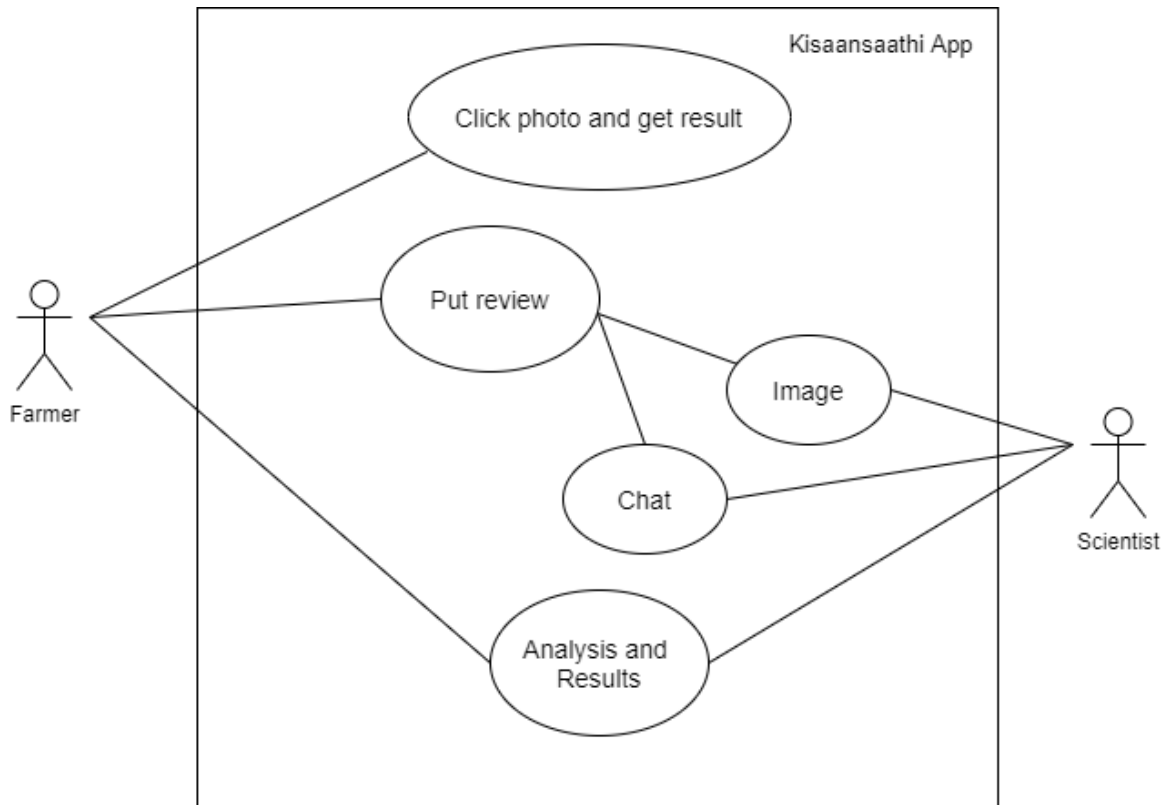 Kisaansaathi App
Click photo and get result
Put review
Farmer
Image
Chat
Scientist
Analysis and
Results